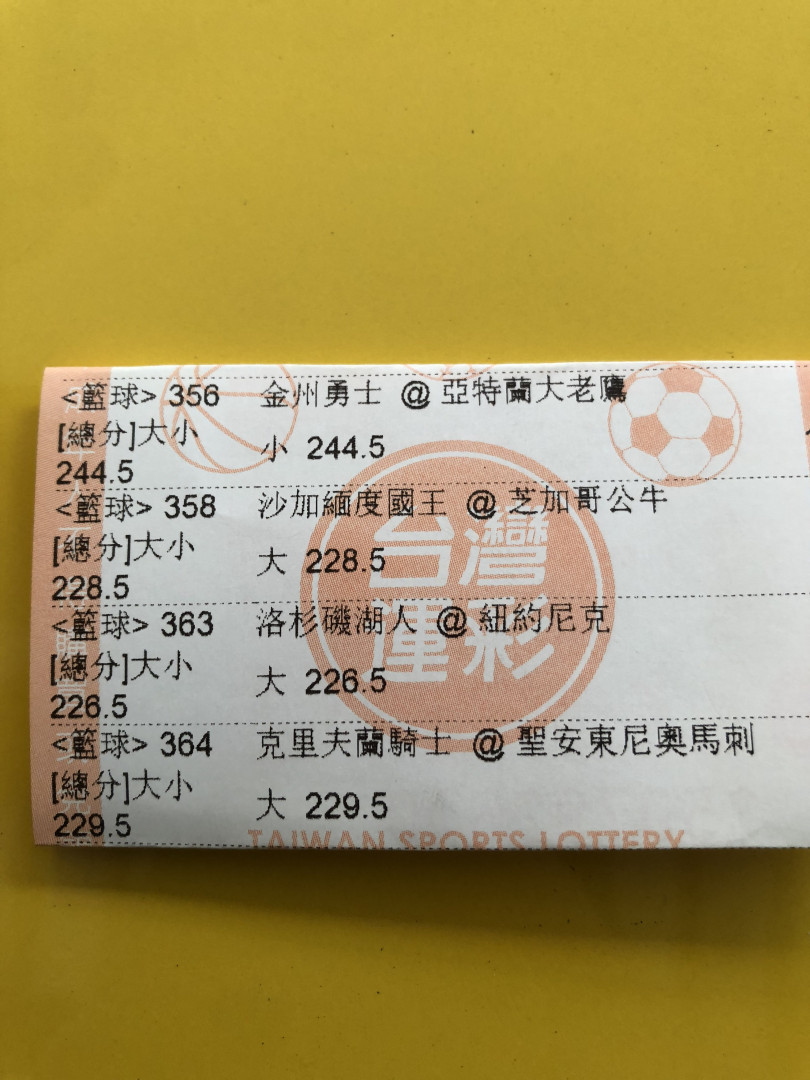 <籃球> 356 金州勇士 @ 亞特蘭大老鷹
[總分]大小 小 244.5
244.5
<籃球> 358 沙加緬度國王 @ 芝加哥公牛
[總分]大小 大 228.5
228.5
<籃球> 363 洛杉磯湖人 @ 紐約尼克
[總分]大小 大 226.5
226.5
<籃球> 364 克里夫蘭騎士 @ 聖安東尼奧馬刺
[總分]大小 大 229.5
229.5
台灣
運彩
TAIWAN SPORTS LOTTERY